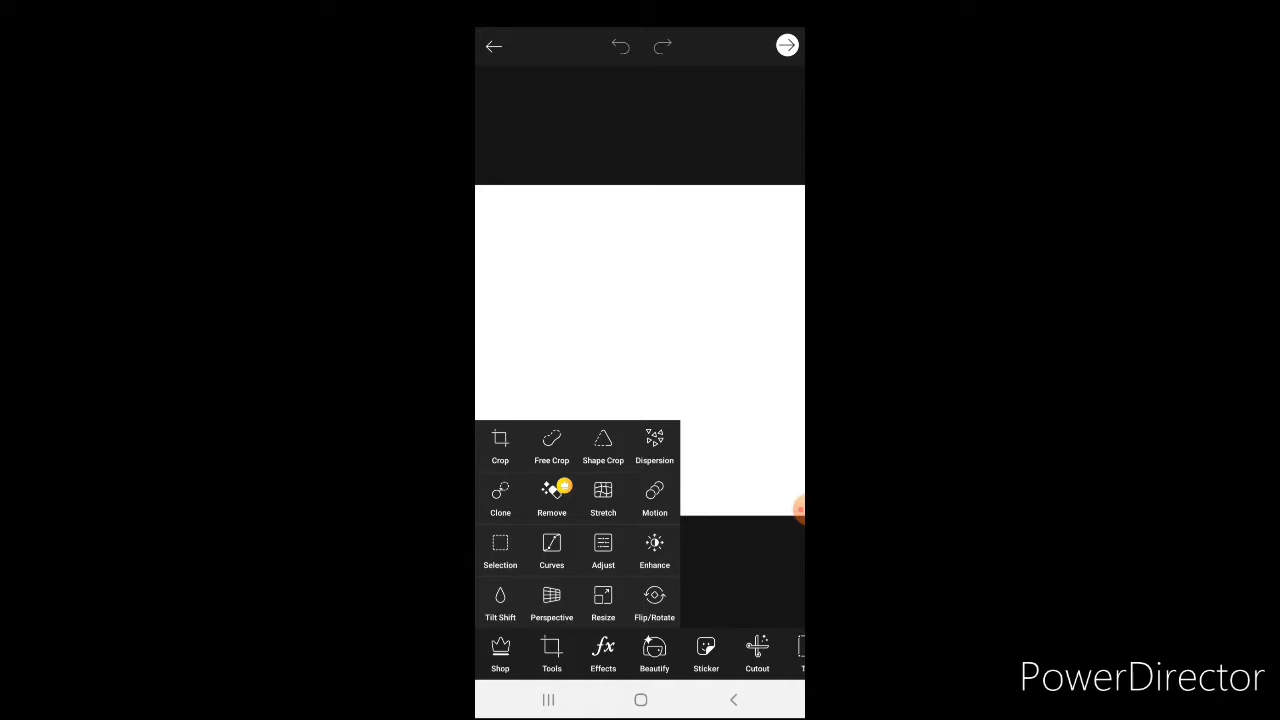 Crop Free Crop Shape Crop Dispersion
Clone Remove Stretch Motion
Selection Curves Adjust Enhance
Tilt Shift Perspective Resize Flip/Rotate
Shop Tools Effects Beautify Sticker Cutout
PowerDirector